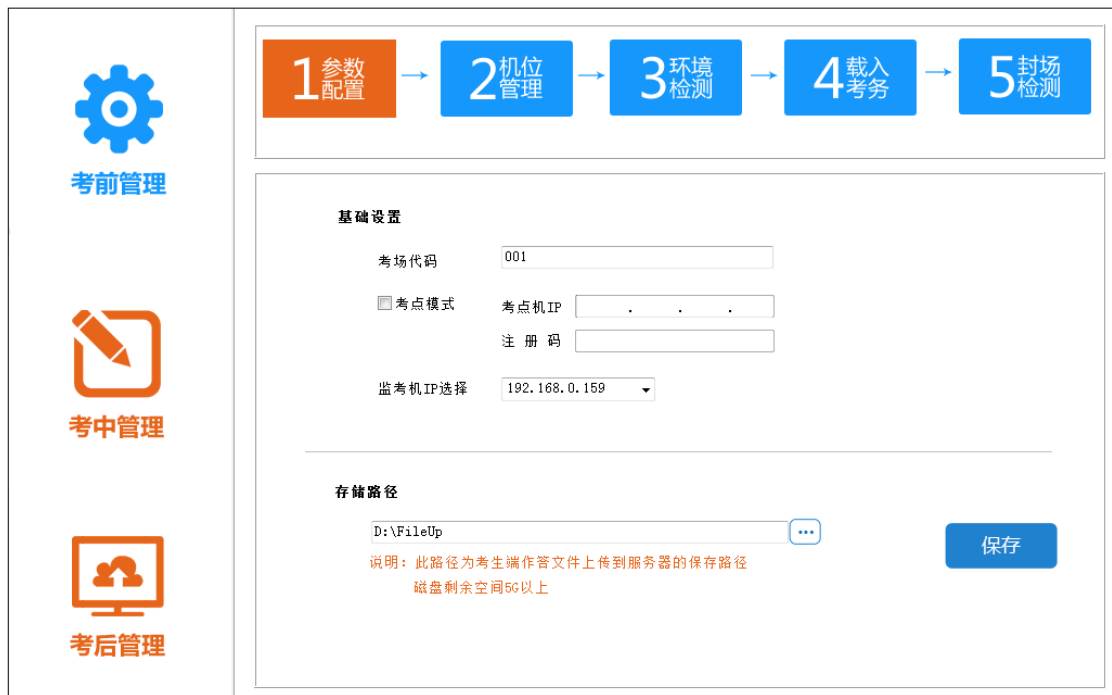 考前管理
考中管理
考后管理
1 参数配置 → 2 机位管理 → 3 环境检测 → 4 载入考务 → 5 封场检测
基础设置
考场代码 001
考点模式 考点机IP . . .
注 册 码
监考机IP选择 192.168.0.159
存储路径
D:\FileUp ...
保存
说明：此路径为考生端作答文件上传到服务器的保存路径
磁盘剩余空间5G以上